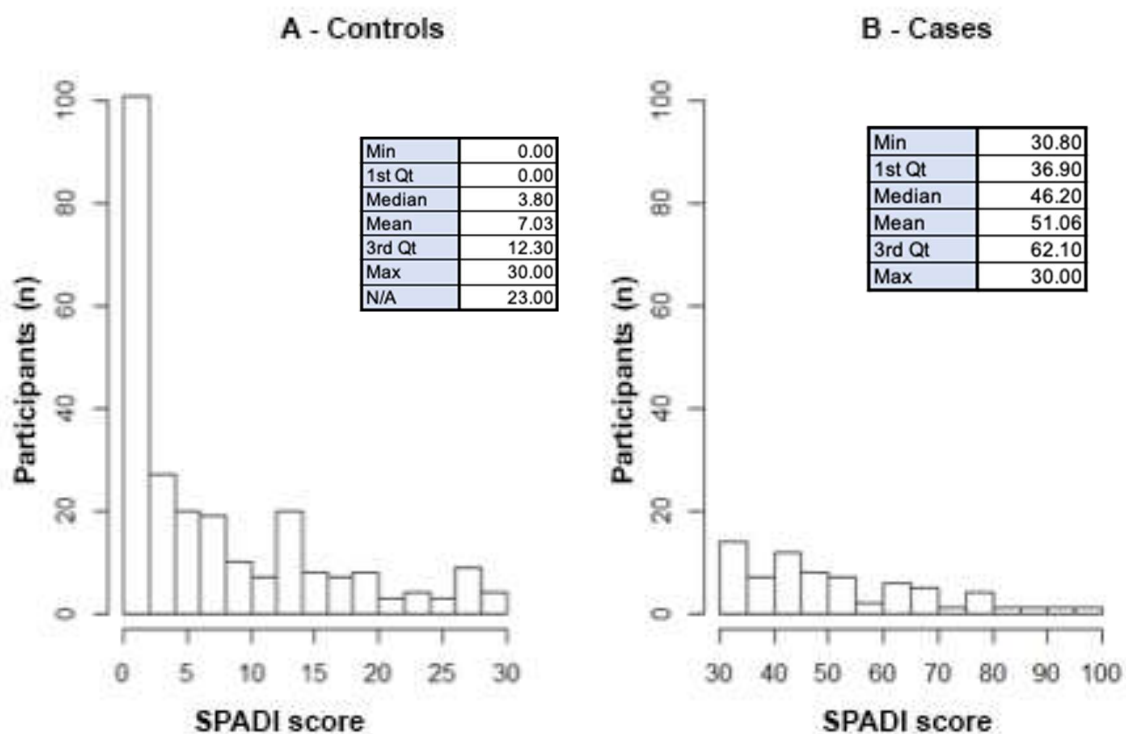 A - Controls
B - Cases
Participants (n)
100
80
60
40
20
0
Min 0.00
1st Qt 0.00
Median 3.80
Mean 7.03
3rd Qt 12.30
Max 30.00
N/A 23.00
0 5 10 15 20 25 30
SPADI score
Participants (n)
100
80
60
40
20
0
Min 30.80
1st Qt 36.90
Median 46.20
Mean 51.06
3rd Qt 62.10
Max 30.00
30 40 50 60 70 80 90 100
SPADI score